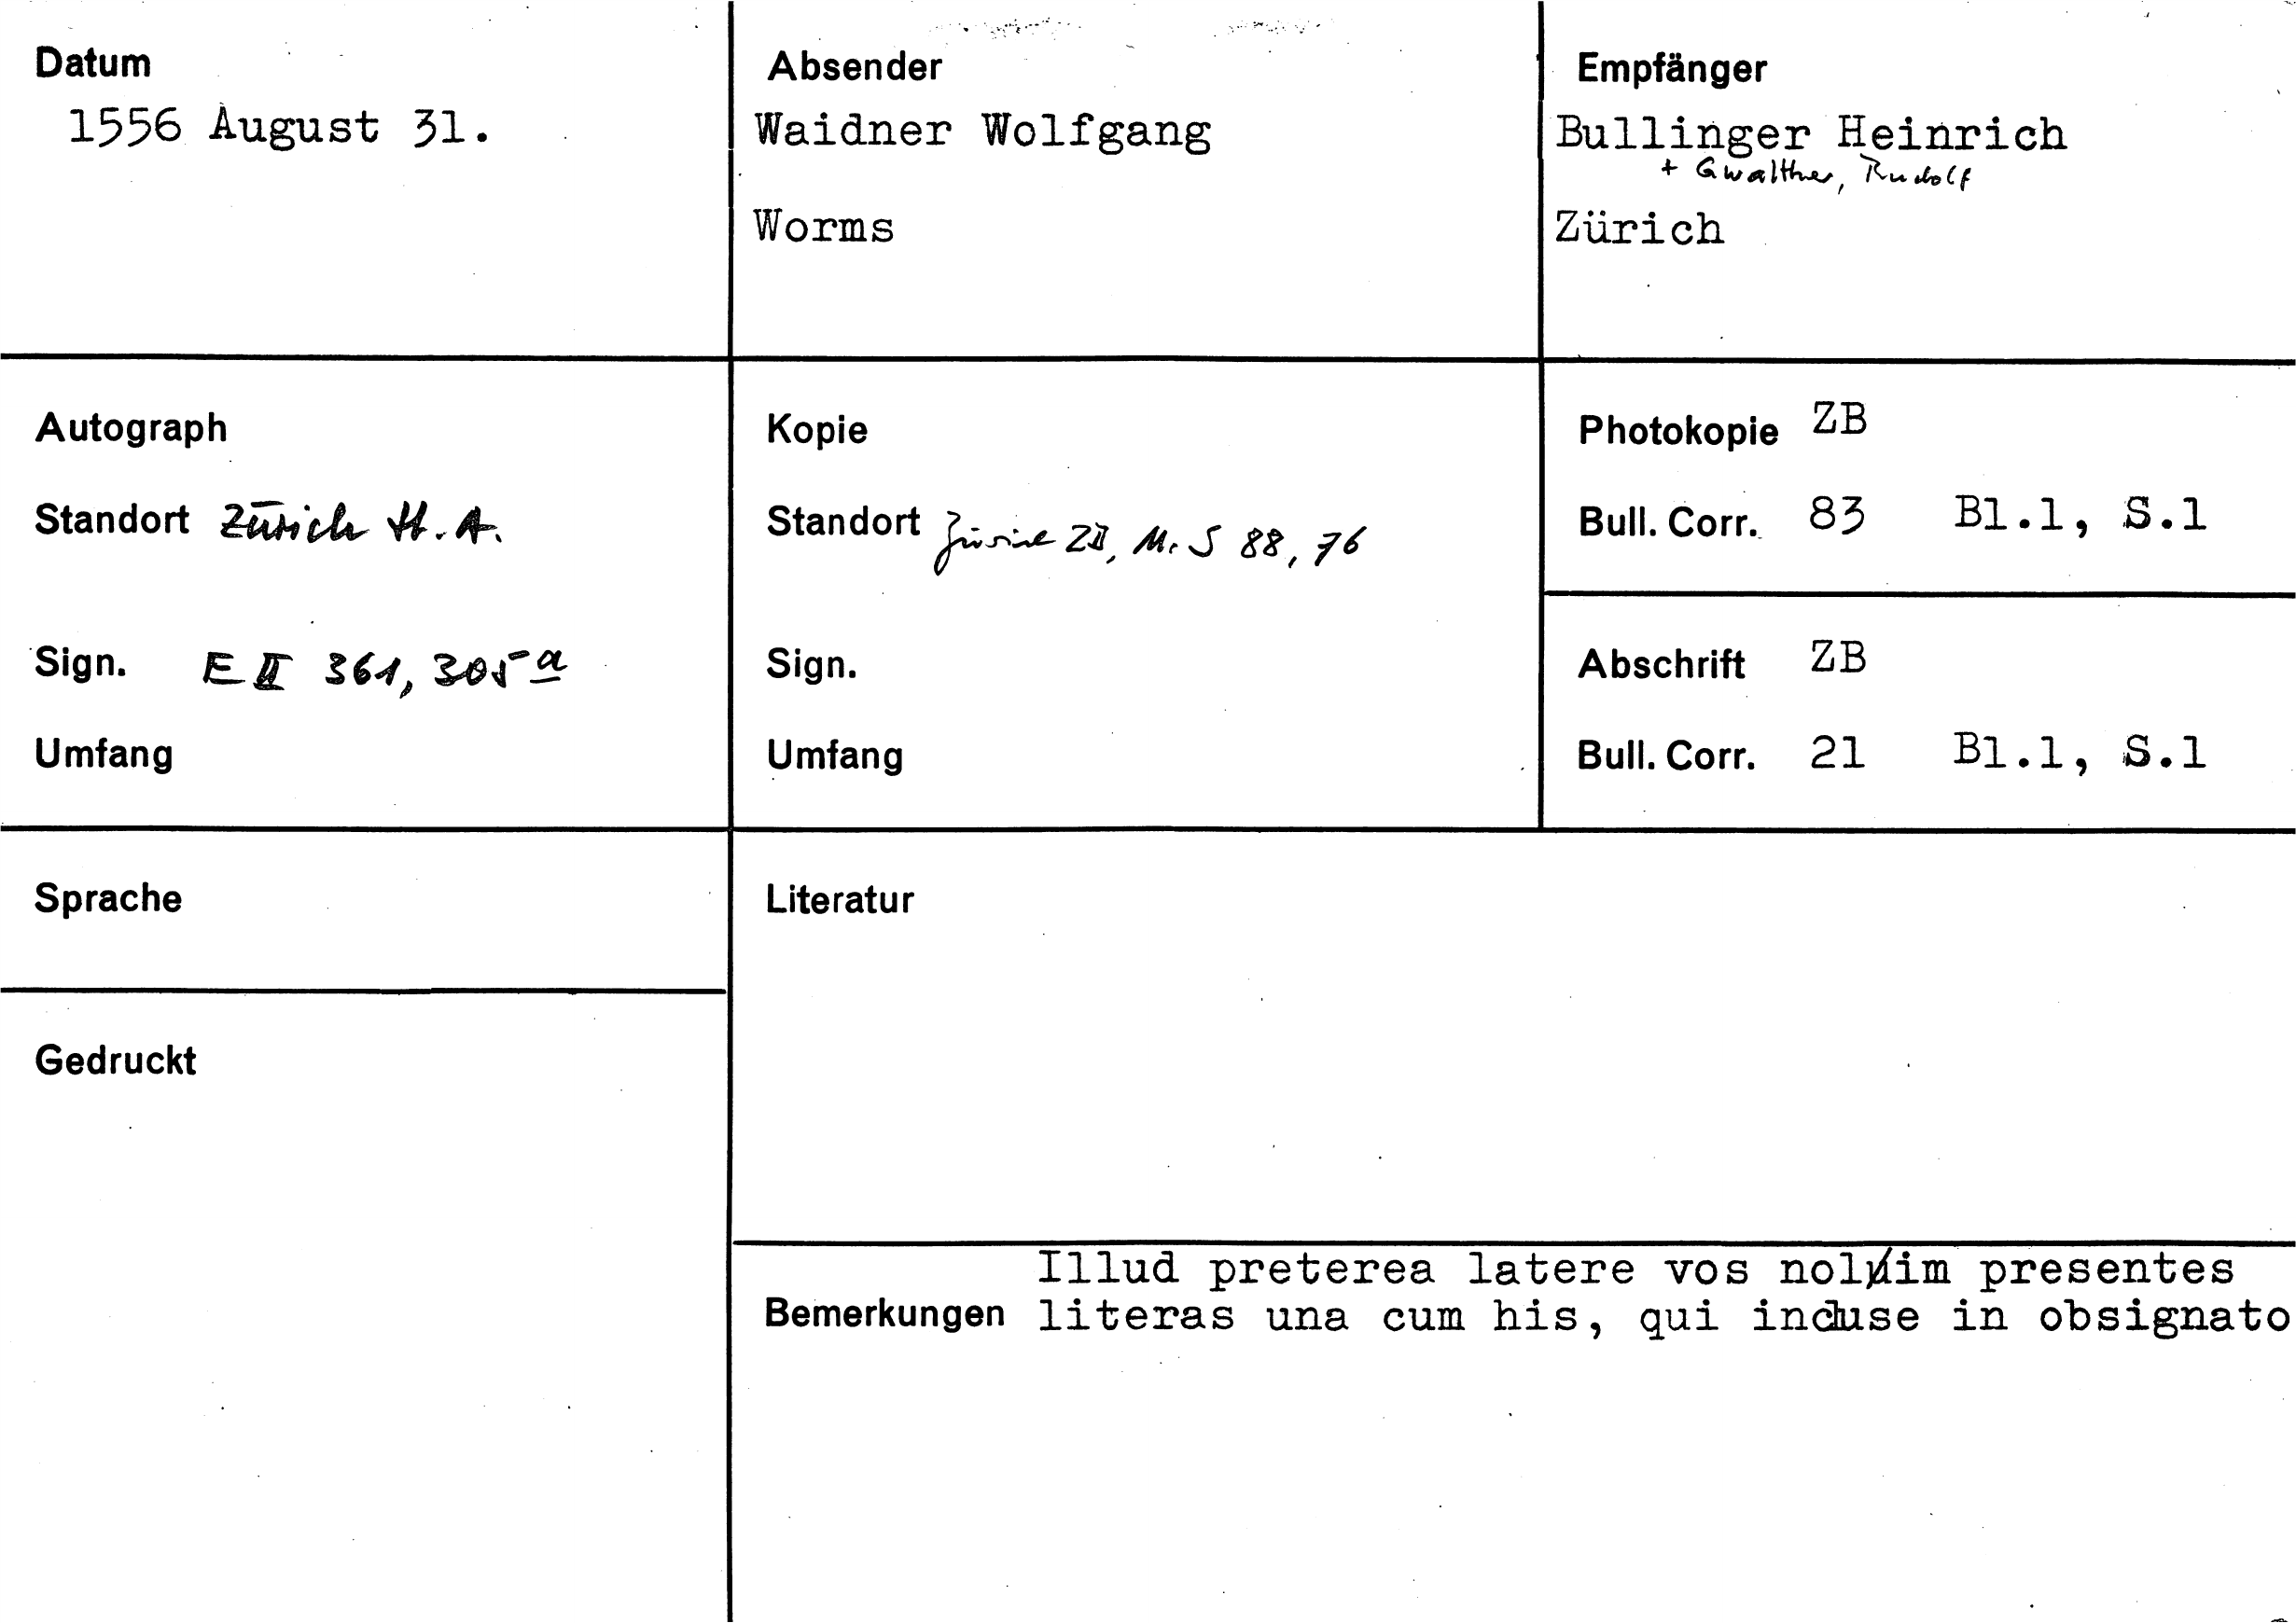 Datum
1556 August 31.
Absender
Waidner Wolfgang
Worms
Empfänger
Bullinger Heinrich
+ Gwalther, Rudolf
Zürich
Autograph
Standort Zürich St. A.
Sign. E II 361, 305a
Umfang
Kopie
Standort Zürich ZB, Ms S 88, 76
Sign.
Umfang
Photokopie ZB
Bull. Corr. 83 Bl.1, S.1
Abschrift ZB
Bull. Corr. 21 Bl.1, S.1
Sprache
Literatur
Gedruckt
Illud preterea latere vos nolim presentes
Bemerkungen literas una cum his, qui incluse in obsignato